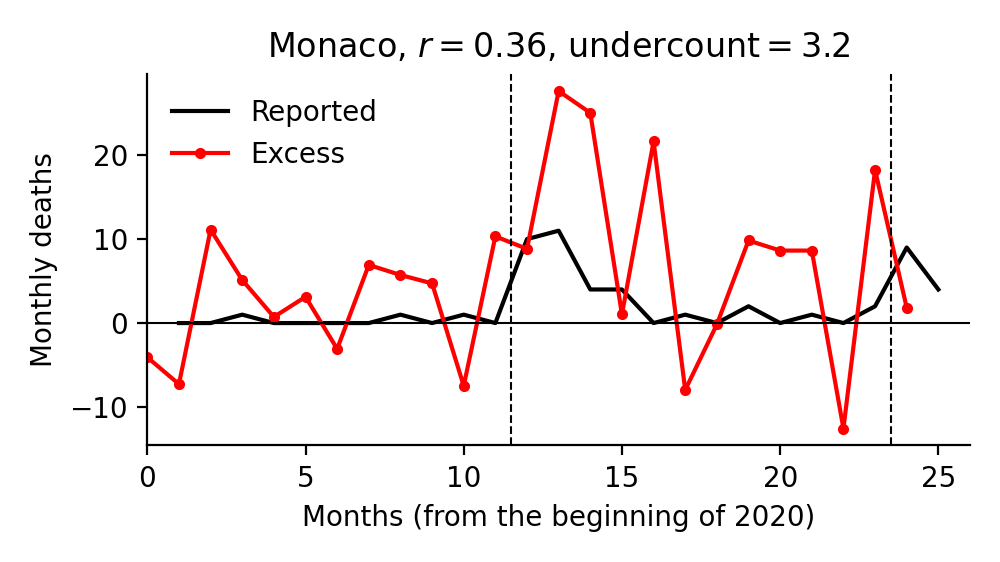 Monaco, r = 0.36, undercount = 3.2
Reported
Excess
Monthly deaths
20
10
0
−10
0 5 10 15 20 25
Months (from the beginning of 2020)